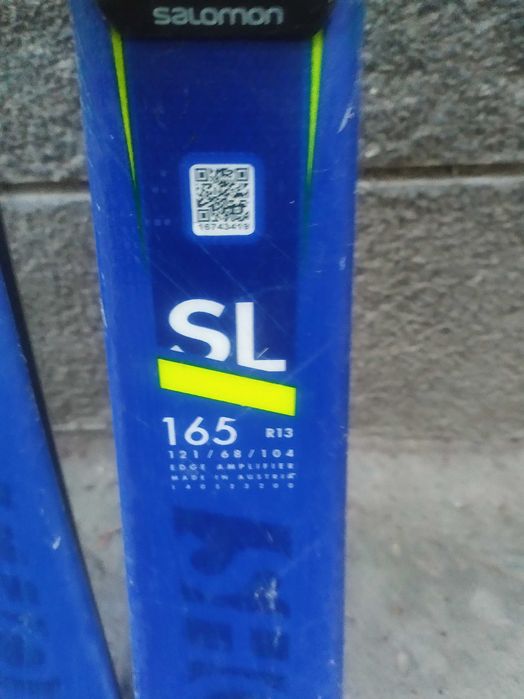 salomon
16743419
SL
165 R13
121/68/104
EDGE AMPLIFIER
MADE IN AUSTRIA